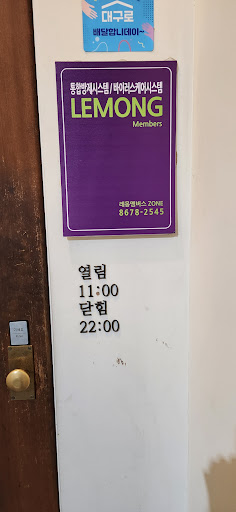 대구로
배달합니데이~
통합방제시스템 / 바이러스케어시스템
LEMONG
Members
레몽멤버스 ZONE
8678-2545
열림
11:00
닫힘
22:00